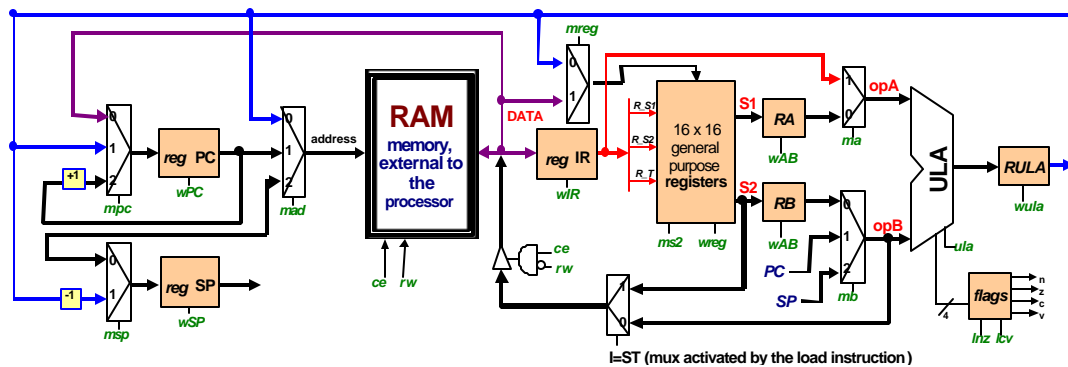 mreg
0
1
DATA
0
1
2
+1
mpc
reg PC
wPC
0
1
2
mad
address
RAM
memory,
external to
the
processor
ce
rw
reg IR
wIR
R_S1
R_S2
R_T
16 x 16
general
purpose
registers
ms2
wreg
S1
S2
RA
wAB
RB
wAB
1
0
ma
opA
0
1
2
mb
opB
PC
SP
ULA
ula
RULA
wula
4
flags
lnz
lcv
n
z
c
v
0
1
-1
msp
reg SP
wSP
ce
rw
1
0
I=ST (mux activated by the load instruction)